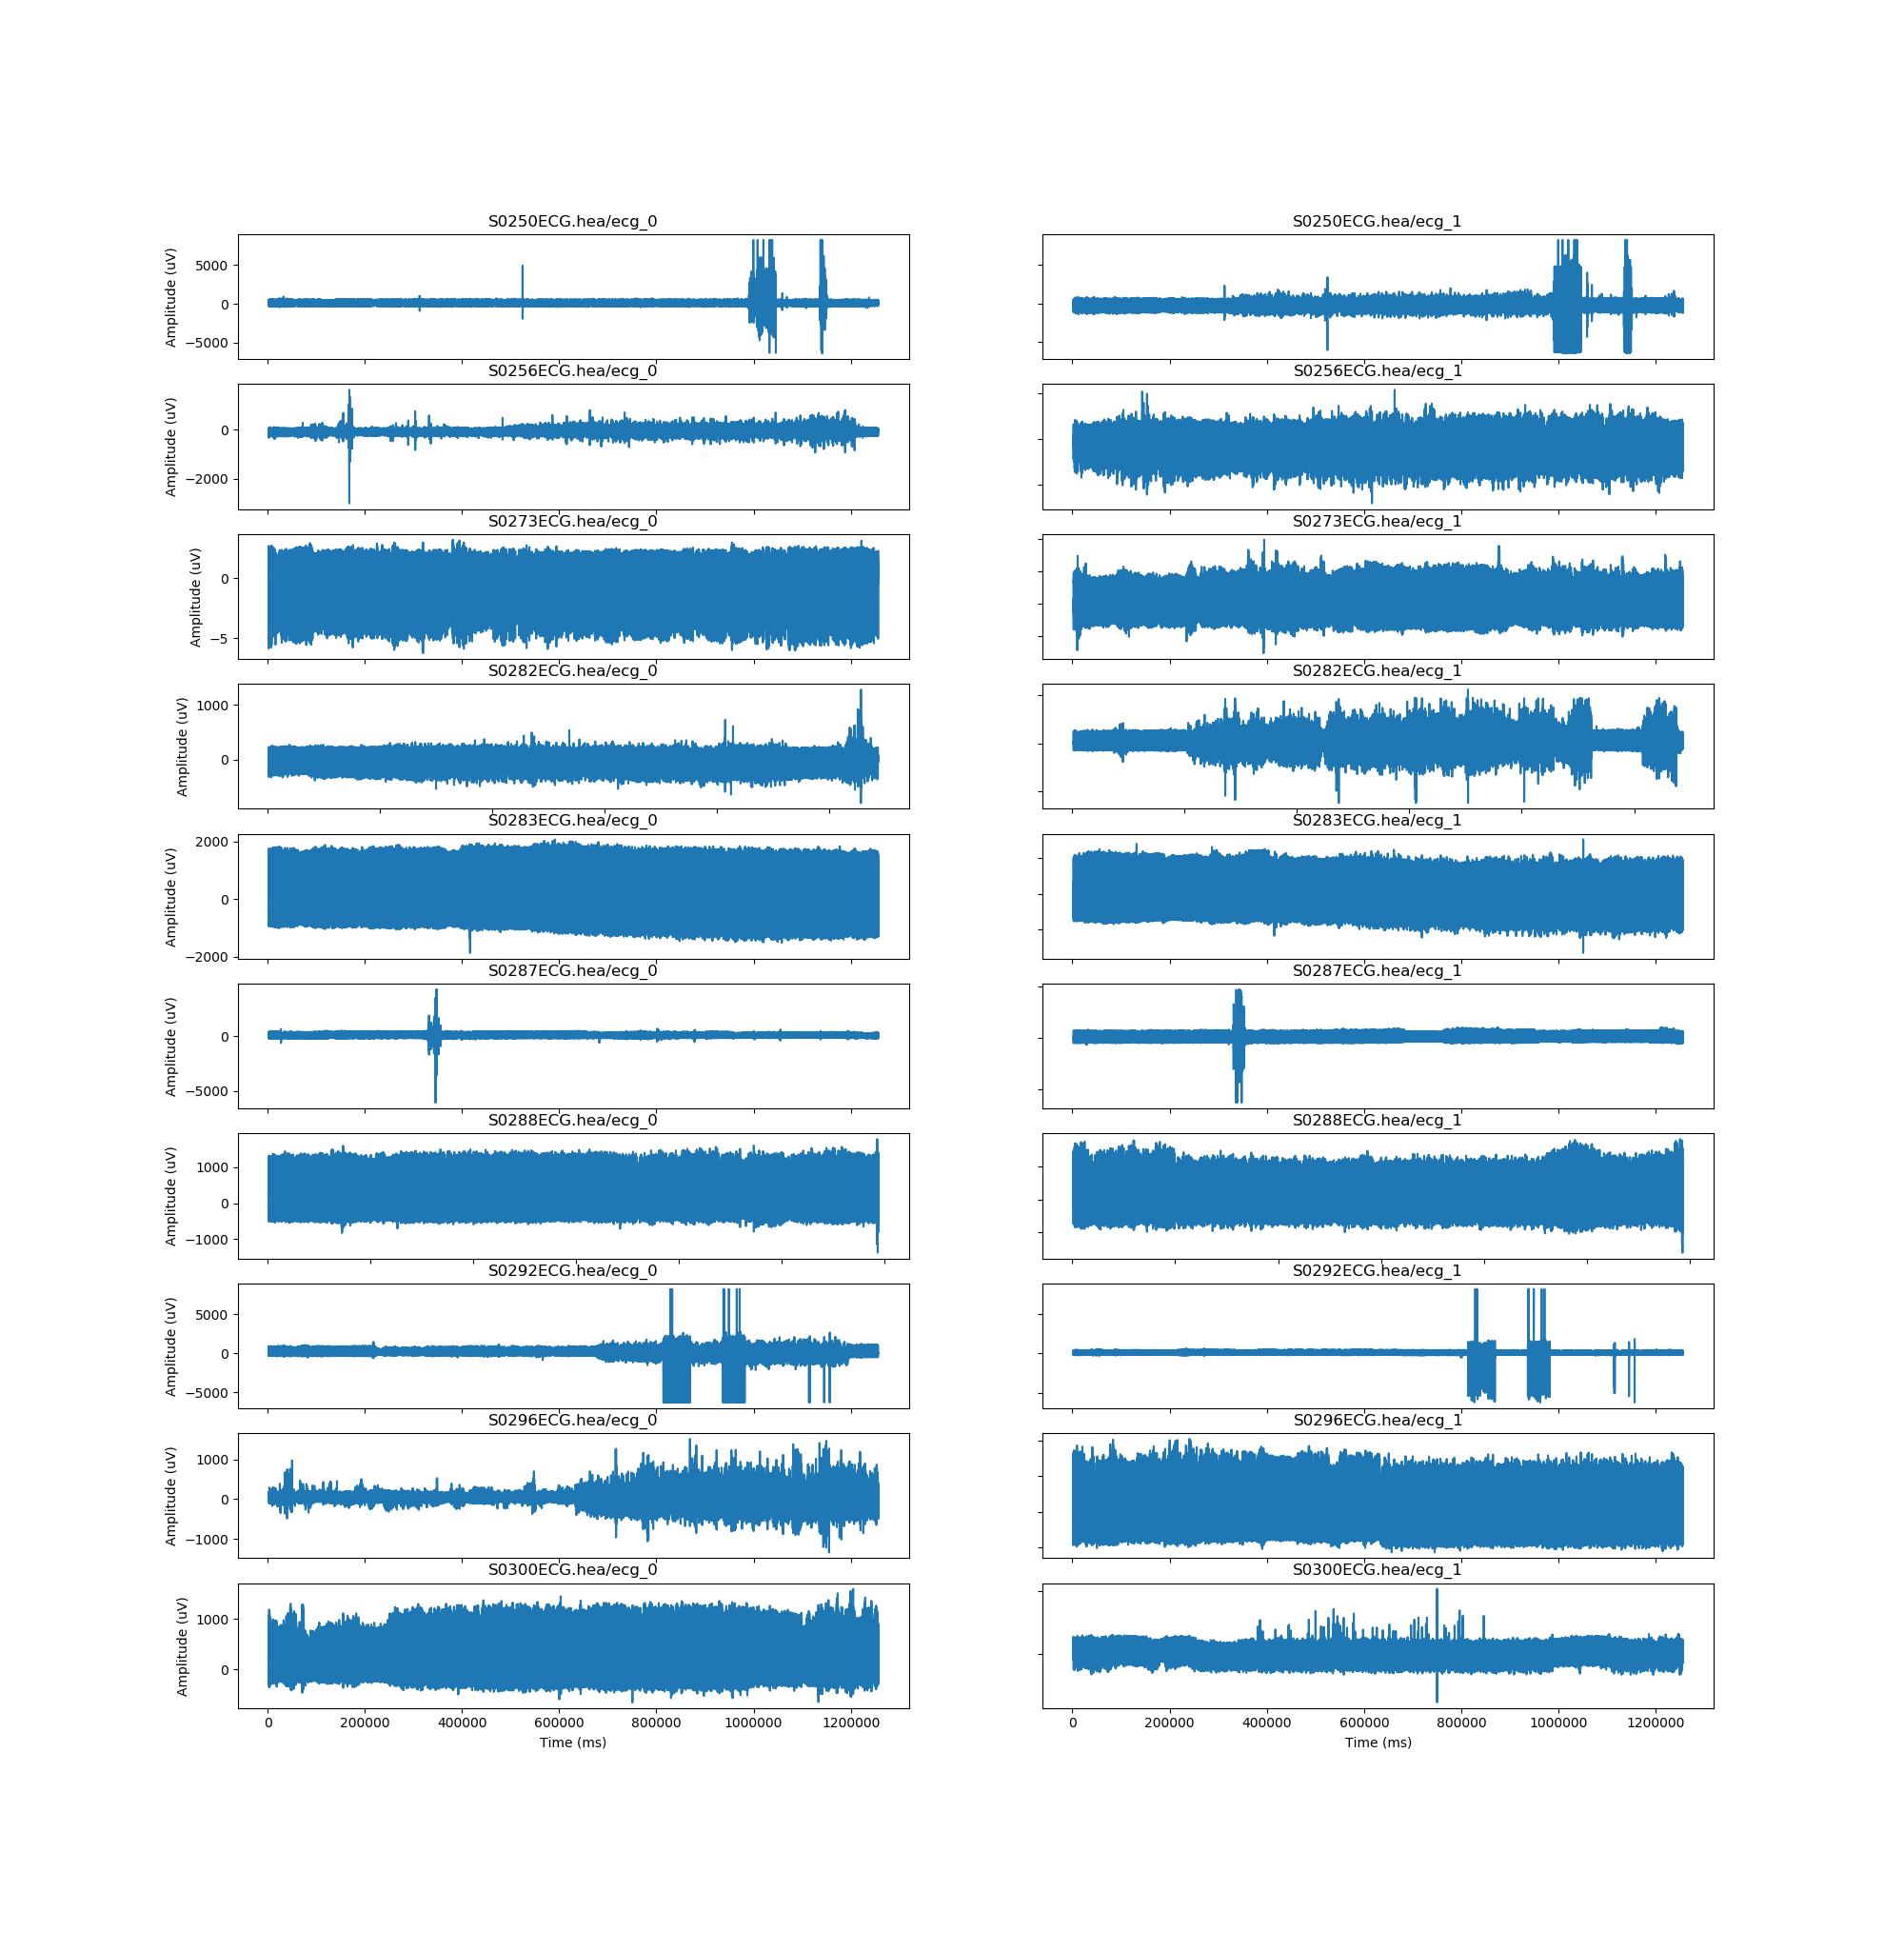 S0250ECG.hea/ecg_0
S0250ECG.hea/ecg_1
Amplitude (uV)
5000
0
−5000
S0256ECG.hea/ecg_0
S0256ECG.hea/ecg_1
Amplitude (uV)
0
−2000
S0273ECG.hea/ecg_0
S0273ECG.hea/ecg_1
Amplitude (uV)
0
−5
S0282ECG.hea/ecg_0
S0282ECG.hea/ecg_1
Amplitude (uV)
1000
0
S0283ECG.hea/ecg_0
S0283ECG.hea/ecg_1
Amplitude (uV)
2000
0
−2000
S0287ECG.hea/ecg_0
S0287ECG.hea/ecg_1
Amplitude (uV)
0
−5000
S0288ECG.hea/ecg_0
S0288ECG.hea/ecg_1
Amplitude (uV)
1000
0
−1000
S0292ECG.hea/ecg_0
S0292ECG.hea/ecg_1
Amplitude (uV)
5000
0
−5000
S0296ECG.hea/ecg_0
S0296ECG.hea/ecg_1
Amplitude (uV)
1000
0
−1000
S0300ECG.hea/ecg_0
S0300ECG.hea/ecg_1
Amplitude (uV)
1000
0
0 200000 400000 600000 800000 1000000 1200000
0 200000 400000 600000 800000 1000000 1200000
Time (ms)
Time (ms)